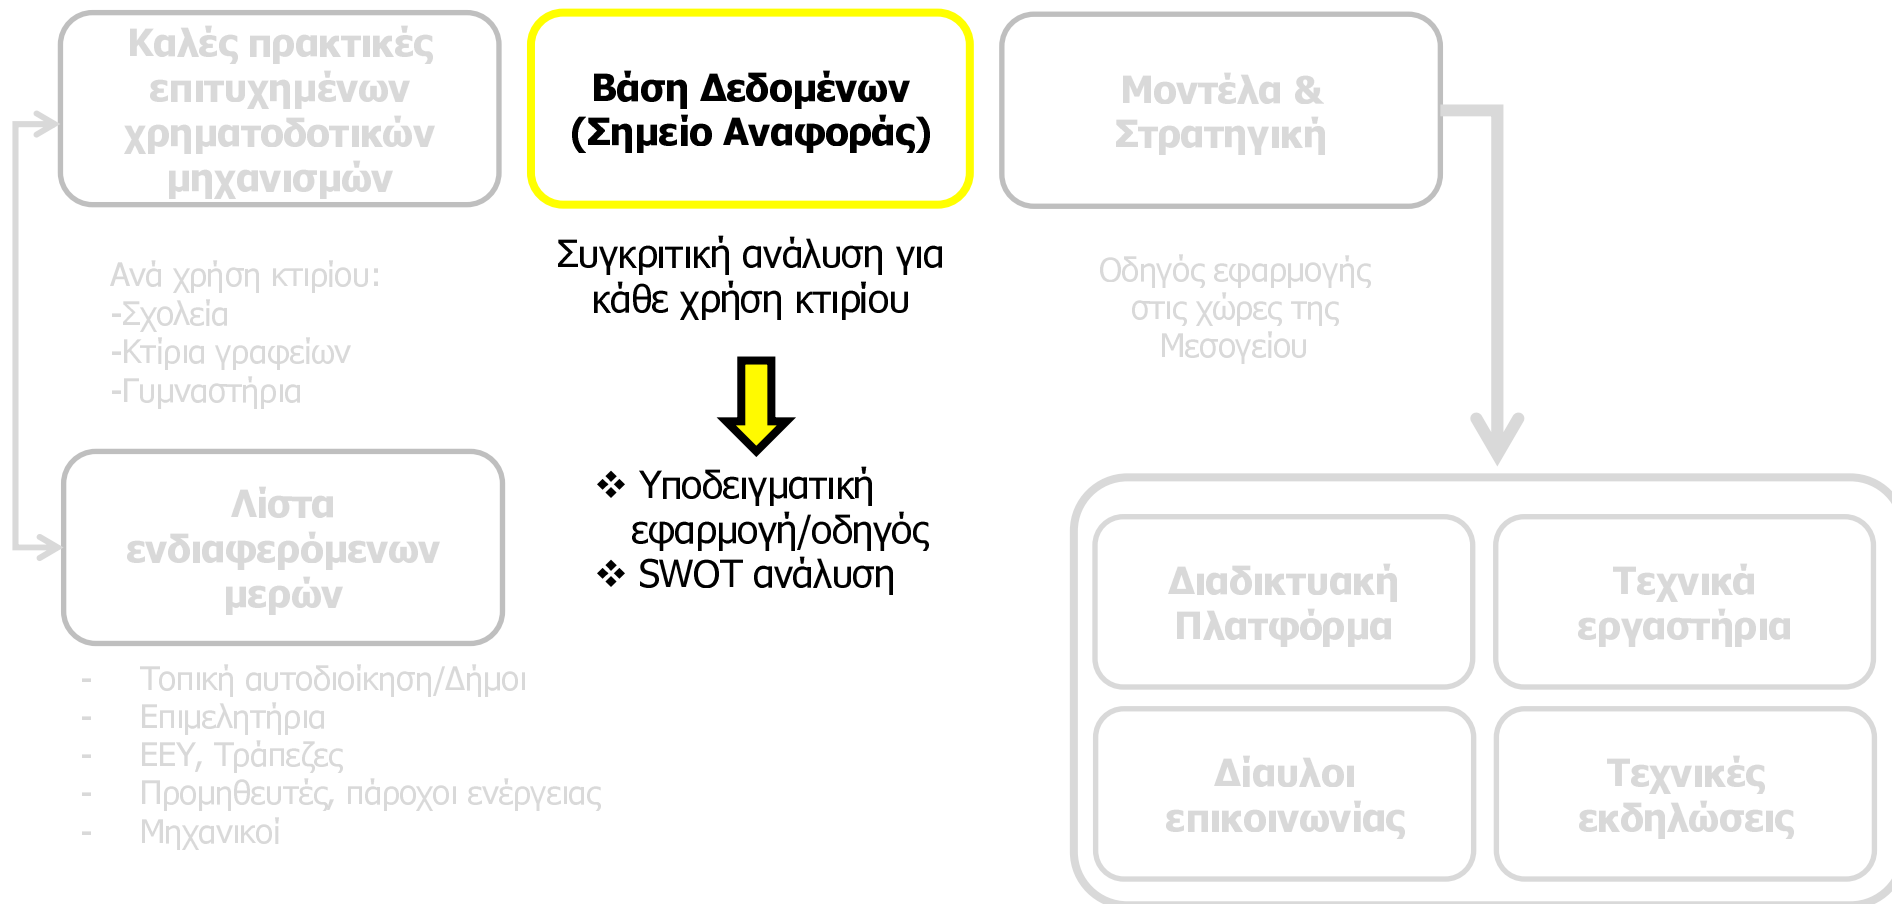 Καλές πρακτικές
επιτυχημένων
χρηματοδοτικών
μηχανισμών
Ανά χρήση κτιρίου:
-Σχολεία
-Κτίρια γραφείων
-Γυμναστήρια
Λίστα
ενδιαφερόμενων
μερών
- Τοπική αυτοδιοίκηση/Δήμοι
- Επιμελητήρια
- ΕΕΥ, Τράπεζες
- Προμηθευτές, πάροχοι ενέργειας
- Μηχανικοί
Βάση Δεδομένων
(Σημείο Αναφοράς)
Συγκριτική ανάλυση για
κάθε χρήση κτιρίου
❖ Υποδειγματική
εφαρμογή/οδηγός
❖ SWOT ανάλυση
Μοντέλα &
Στρατηγική
Οδηγός εφαρμογής
στις χώρες της
Μεσογείου
Διαδικτυακή
Πλατφόρμα
Τεχνικά
εργαστήρια
Δίαυλοι
επικοινωνίας
Τεχνικές
εκδηλώσεις